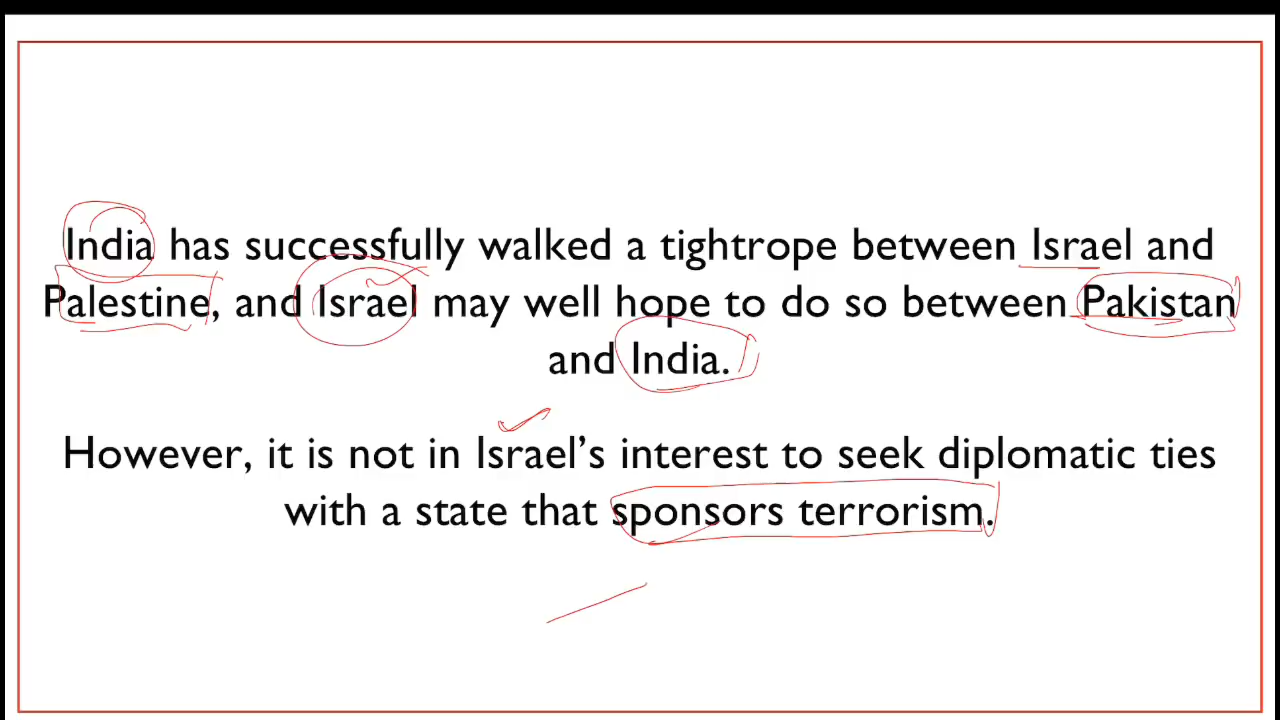 India has successfully walked a tightrope between Israel and
Palestine, and Israel may well hope to do so between Pakistan
and India.
However, it is not in Israel’s interest to seek diplomatic ties
with a state that sponsors terrorism.